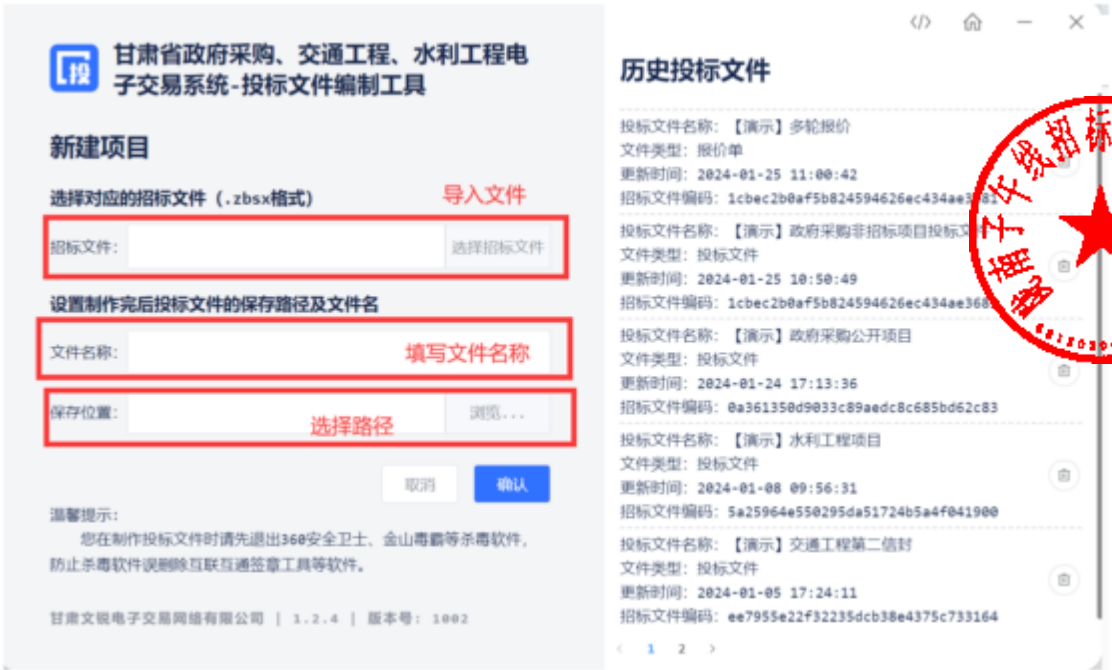 投
甘肃省政府采购、交通工程、水利工程电
子交易系统-投标文件编制工具
新建项目
选择对应的招标文件（.zbsx格式）
导入文件
招标文件：
选择招标文件
设置制作完后投标文件的保存路径及文件名
文件名称：
填写文件名称
保存位置：
选择路径
浏览...
取消
确认
温馨提示：
您在制作投标文件时请先退出360安全卫士、金山毒霸等杀毒软件，
防止杀毒软件误删除互联互通签章工具等软件。
甘肃文锐电子交易网络有限公司 | 1.2.4 | 版本号: 1002
历史投标文件
投标文件名称: 【演示】多轮报价
文件类型: 报价单
更新时间: 2024-01-25 11:00:42
招标文件编码: 1cbec2b0af5b824594626ec434ae3681
投标文件名称: 【演示】政府采购非招标项目投标文件
文件类型: 投标文件
更新时间: 2024-01-25 10:50:49
招标文件编码: 1cbec2b0af5b824594626ec434ae3681
投标文件名称: 【演示】政府采购公开项目
文件类型: 投标文件
更新时间: 2024-01-24 17:13:36
招标文件编码: 0a361350d9033c89aedc8c685bd62c83
投标文件名称: 【演示】水利工程项目
文件类型: 投标文件
更新时间: 2024-01-08 09:56:31
招标文件编码: 5a25964e550295da51724b5a4f041900
投标文件名称: 【演示】交通工程第二信封
文件类型: 投标文件
更新时间: 2024-01-05 17:24:11
招标文件编码: ee7955e22f32235dcb38e4375c733164
1 2
子午线招标